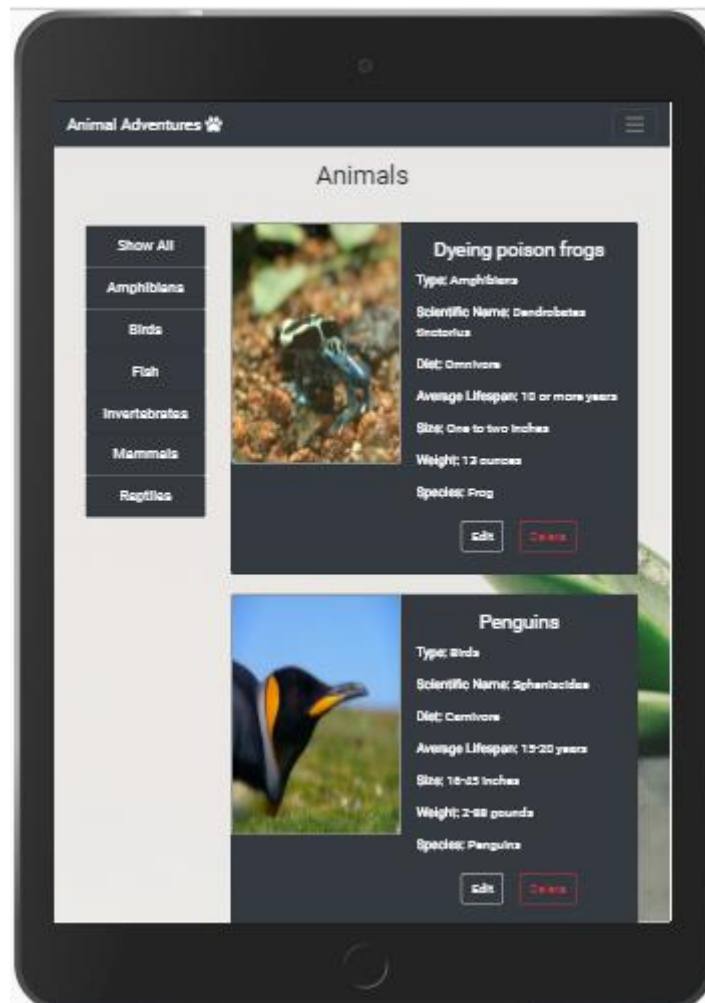 Animal Adventures
Animals
Show All
Amphibians
Birds
Fish
Invertebrates
Mammals
Reptiles
Dyeing poison frogs
Type: Amphibians
Scientific Name: Dendrobates
tinctorius
Diet: Omnivore
Average Lifespan: 10 or more years
Size: One to two inches
Weight: 13 ounces
Species: Frog
Edit
Delete
Penguins
Type: Birds
Scientific Name: Spheniscidae
Diet: Carnivore
Average Lifespan: 15-20 years
Size: 16-45 inches
Weight: 2-88 pounds
Species: Penguins
Edit
Delete